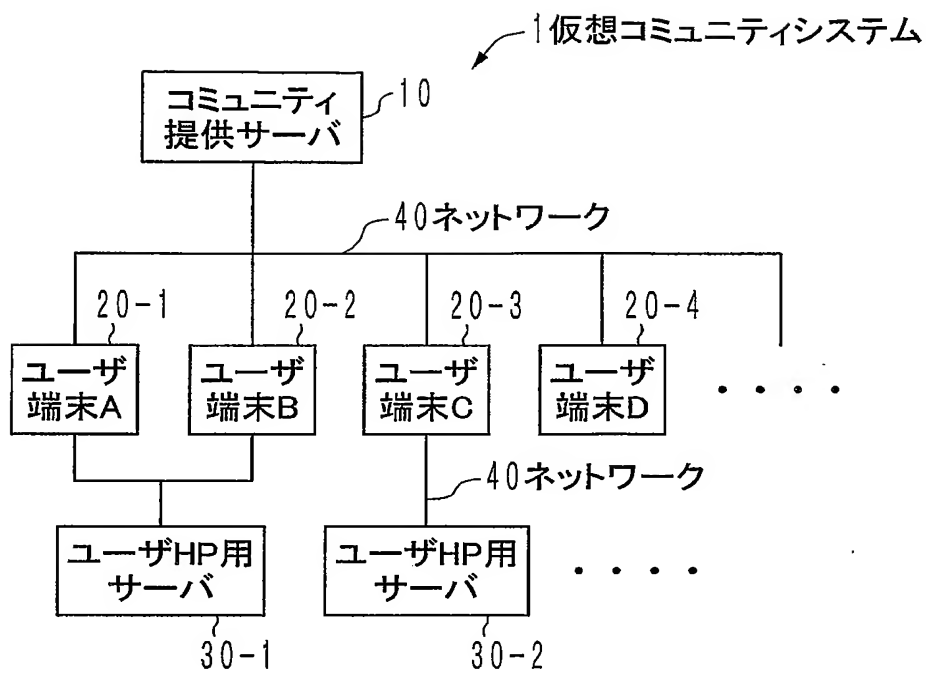 1仮想コミュニティシステム
コミュニティ
提供サーバ
10
40ネットワーク
20-1
20-2
20-3
20-4
ユーザ
端末A
ユーザ
端末B
ユーザ
端末C
ユーザ
端末D
・・・・
40ネットワーク
ユーザHP用
サーバ
ユーザHP用
サーバ
・・・・
30-1
30-2